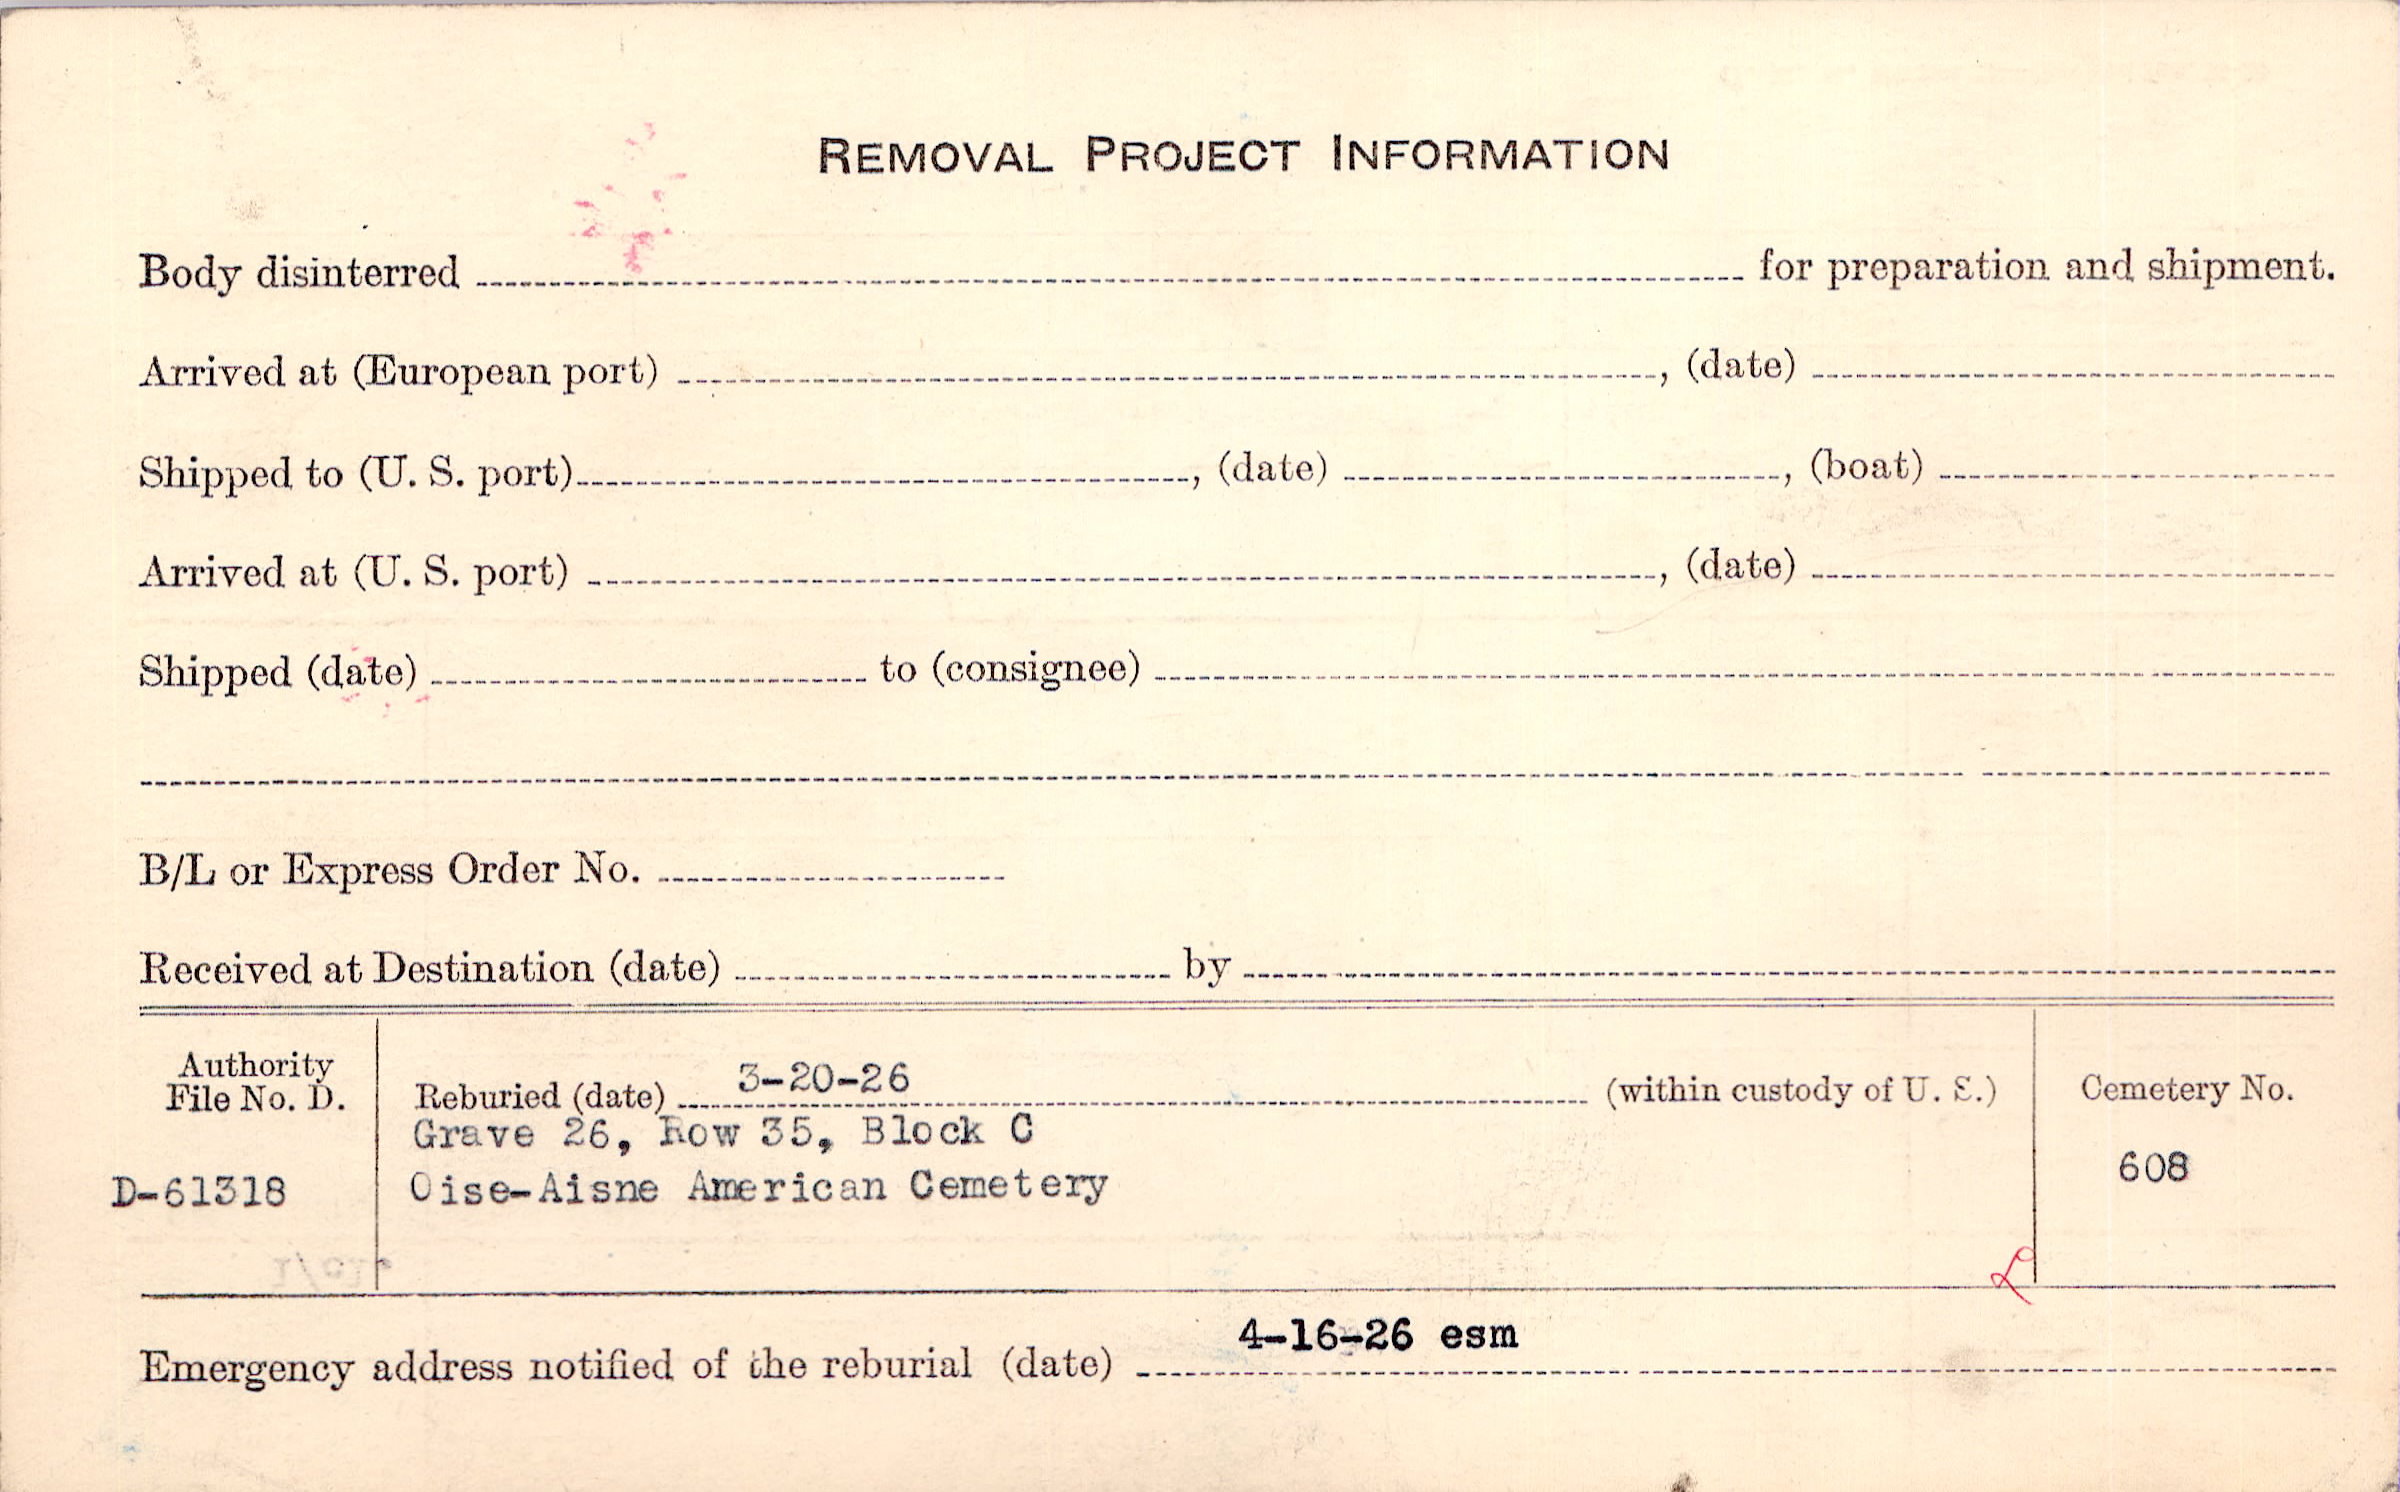 REMOVAL PROJECT INFORMATION
Body disinterred for preparation and shipment.
Arrived at (European port) , (date)
Shipped to (U. S. port) , (date) , (boat)
Arrived at (U. S. port) , (date)
Shipped (date) to (consignee)
B/L or Express Order No.
Received at Destination (date) by
Authority
File No. D.
D-61318
Reburied (date) 3-20-26 (within custody of U. S.)
Grave 26, Row 35, Block C
Oise-Aisne American Cemetery
Cemetery No.
608
Emergency address notified of the reburial (date) 4-16-26 esm